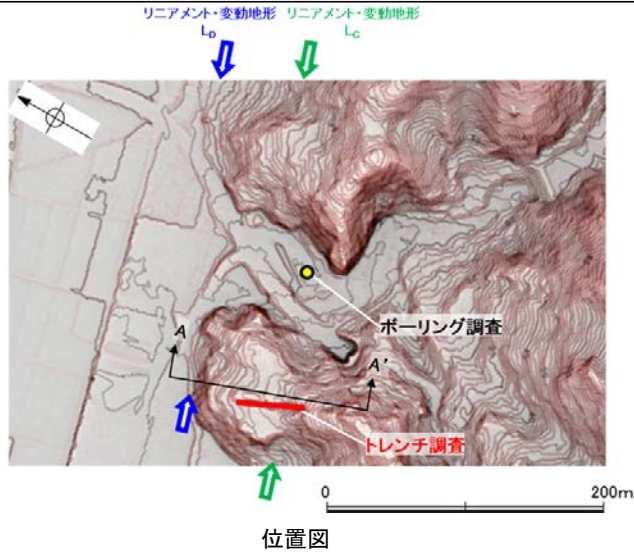 リニアメント・変動地形
L_D
リニアメント・変動地形
L_C
ボーリング調査
A
A'
トレンチ調査
0
200m
位置図